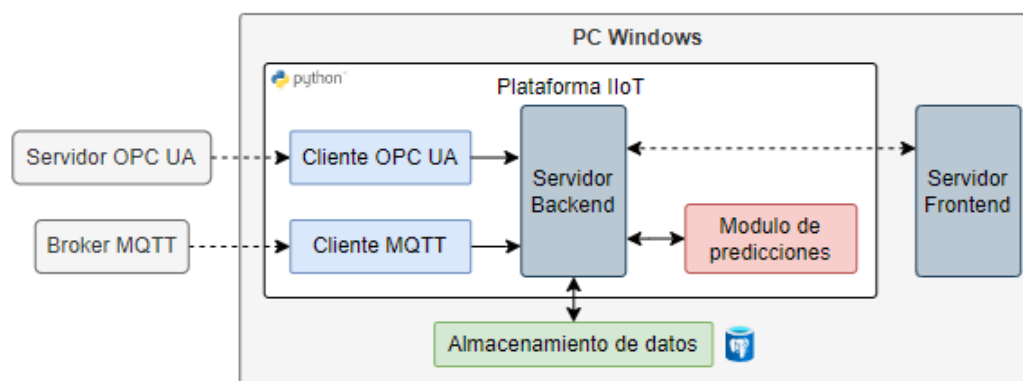 PC Windows
python
Plataforma IIoT
Servidor OPC UA
Cliente OPC UA
Servidor
Backend
Servidor
Frontend
Broker MQTT
Cliente MQTT
Modulo de
predicciones
Almacenamiento de datos